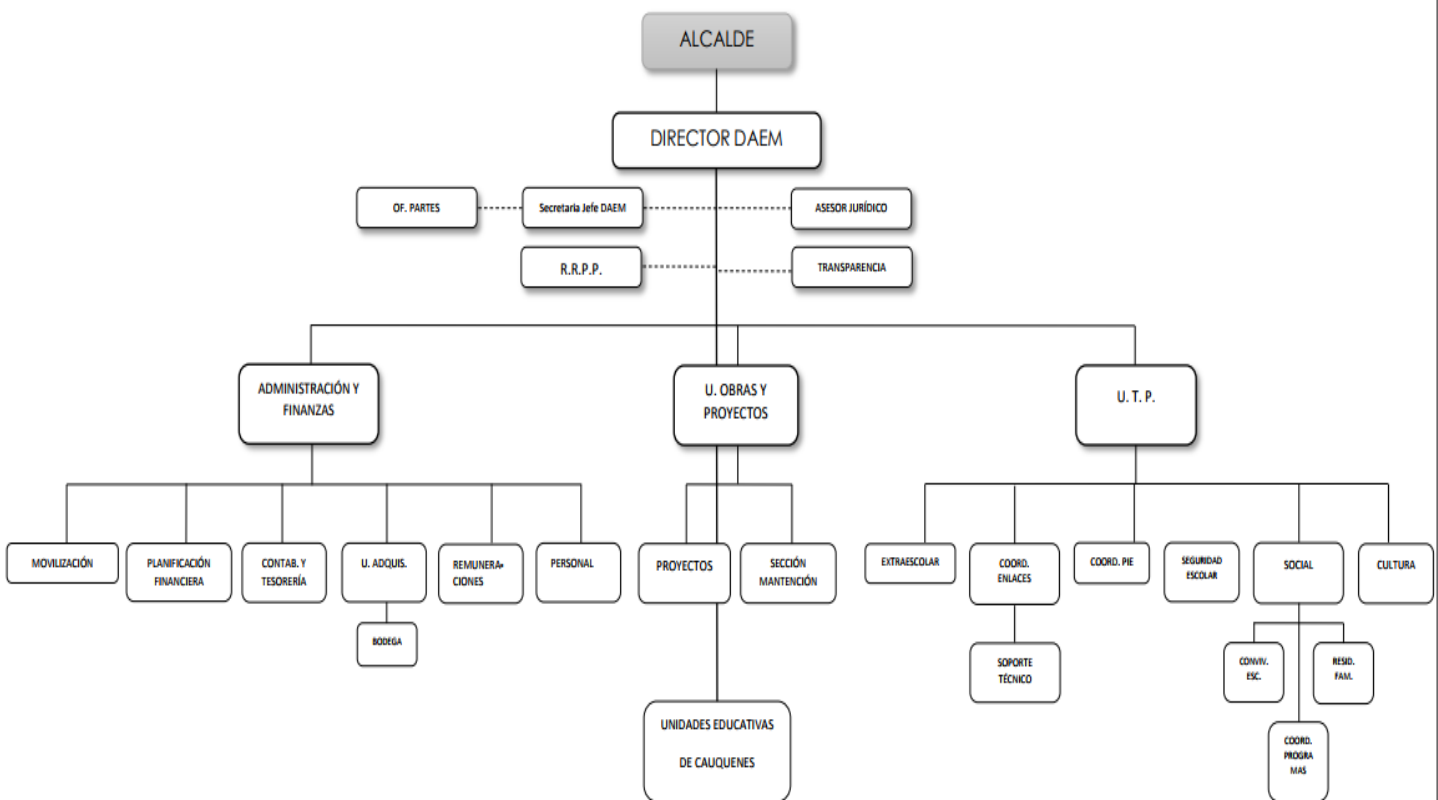 ALCALDE
DIRECTOR DAEM
OF. PARTES
Secretaria Jefe DAEM
ASESOR JURÍDICO
R.R.P.P.
TRANSPARENCIA
ADMINISTRACIÓN Y
FINANZAS
U. OBRAS Y
PROYECTOS
U. T. P.
MOVILIZACIÓN
PLANIFICACIÓN
FINANCIERA
CONTAB. Y
TESORERÍA
U. ADQUIS.
REMUNERA-
CIONES
PERSONAL
PROYECTOS
SECCIÓN
MANTENCIÓN
EXTRAESCOLAR
COORD.
ENLACES
COORD. PIE
SEGURIDAD
ESCOLAR
SOCIAL
CULTURA
BODEGA
SOPORTE
TÉCNICO
CONVIV.
ESC.
RESID.
FAM.
UNIDADES EDUCATIVAS
DE CAUQUENES
COORD.
PROGRA
MAS